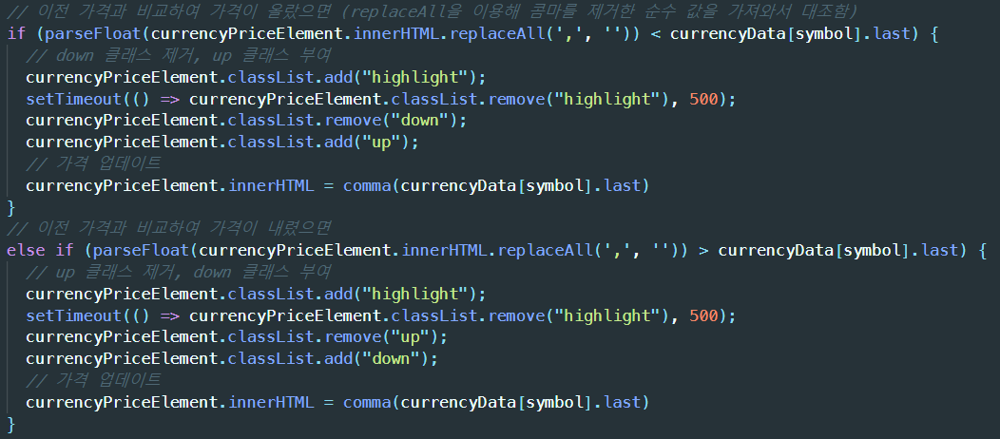 // 이전 가격과 비교하여 가격이 올랐으면 (replaceAll을 이용해 콤마를 제거한 순수 값을 가져와서 대조함)
if (parseFloat(currencyPriceElement.innerHTML.replaceAll(',', '')) < currencyData[symbol].last) {
  // down 클래스 제거, up 클래스 부여
  currencyPriceElement.classList.add("highlight");
  setTimeout(() => currencyPriceElement.classList.remove("highlight"), 500);
  currencyPriceElement.classList.remove("down");
  currencyPriceElement.classList.add("up");
  // 가격 업데이트
  currencyPriceElement.innerHTML = comma(currencyData[symbol].last)
}
// 이전 가격과 비교하여 가격이 내렸으면
else if (parseFloat(currencyPriceElement.innerHTML.replaceAll(',', '')) > currencyData[symbol].last) {
  // up 클래스 제거, down 클래스 부여
  currencyPriceElement.classList.add("highlight");
  setTimeout(() => currencyPriceElement.classList.remove("highlight"), 500);
  currencyPriceElement.classList.remove("up");
  currencyPriceElement.classList.add("down");
  // 가격 업데이트
  currencyPriceElement.innerHTML = comma(currencyData[symbol].last)
}